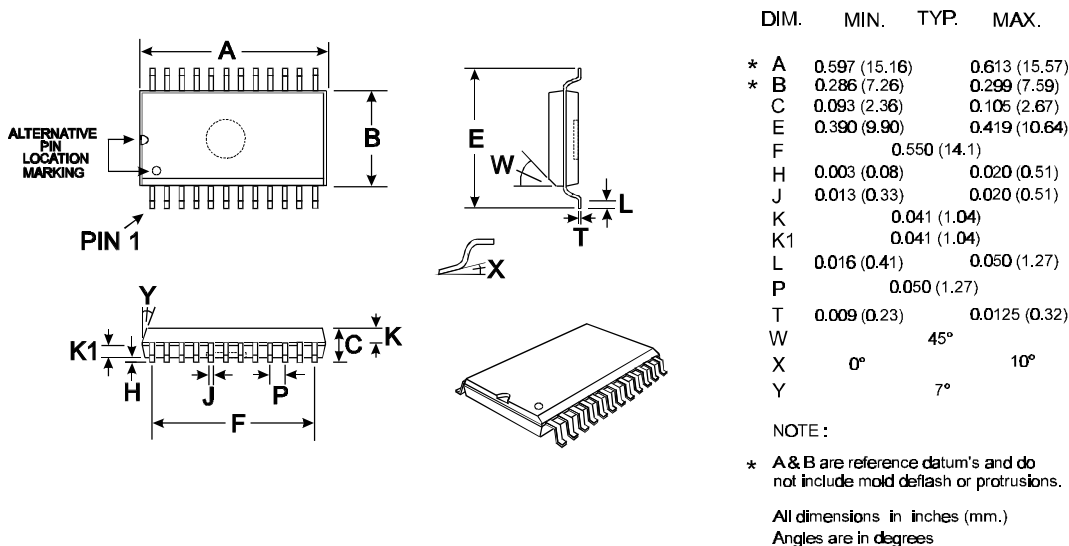 A
B
ALTERNATIVE
PIN
LOCATION
MARKING
PIN 1
E
W
L
T
X
Y
K1
H
J
P
F
K
C
DIM. MIN. TYP. MAX.
* A 0.597 (15.16) 0.613 (15.57)
* B 0.286 (7.26) 0.299 (7.59)
C 0.093 (2.36) 0.105 (2.67)
E 0.390 (9.90) 0.419 (10.64)
F 0.550 (14.1)
H 0.003 (0.08) 0.020 (0.51)
J 0.013 (0.33) 0.020 (0.51)
K 0.041 (1.04)
K1 0.041 (1.04)
L 0.016 (0.41) 0.050 (1.27)
P 0.050 (1.27)
T 0.009 (0.23) 0.0125 (0.32)
W 45°
X 0° 10°
Y 7°
NOTE :
* A & B are reference datum's and do
not include mold deflash or protrusions.
All dimensions in inches (mm.)
Angles are in degrees